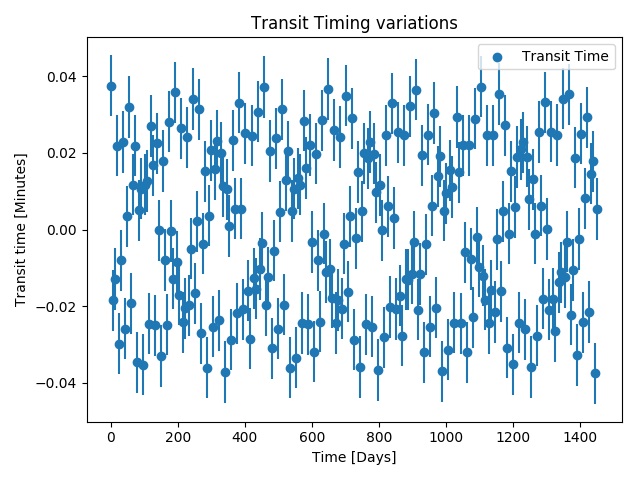 Transit Timing variations
Transit Time
Transit time [Minutes]
0.04
0.02
0.00
−0.02
−0.04
0 200 400 600 800 1000 1200 1400
Time [Days]